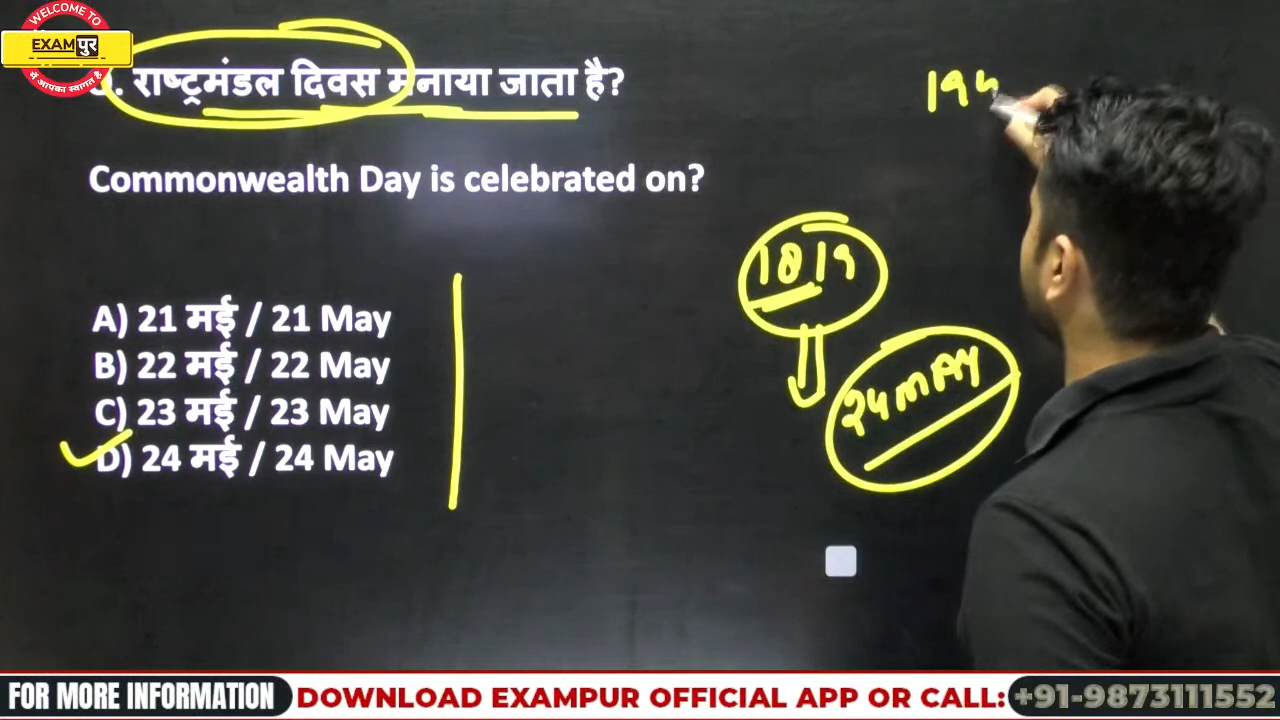 WELCOME TO
EXAMपुर
में आपका स्वागत है
. राष्ट्रमंडल दिवस मनाया जाता है?
Commonwealth Day is celebrated on?
A) 21 मई / 21 May
B) 22 मई / 22 May
C) 23 मई / 23 May
D) 24 मई / 24 May
1819
24 MAY
FOR MORE INFORMATION DOWNLOAD EXAMPUR OFFICIAL APP OR CALL: +91-9873111552